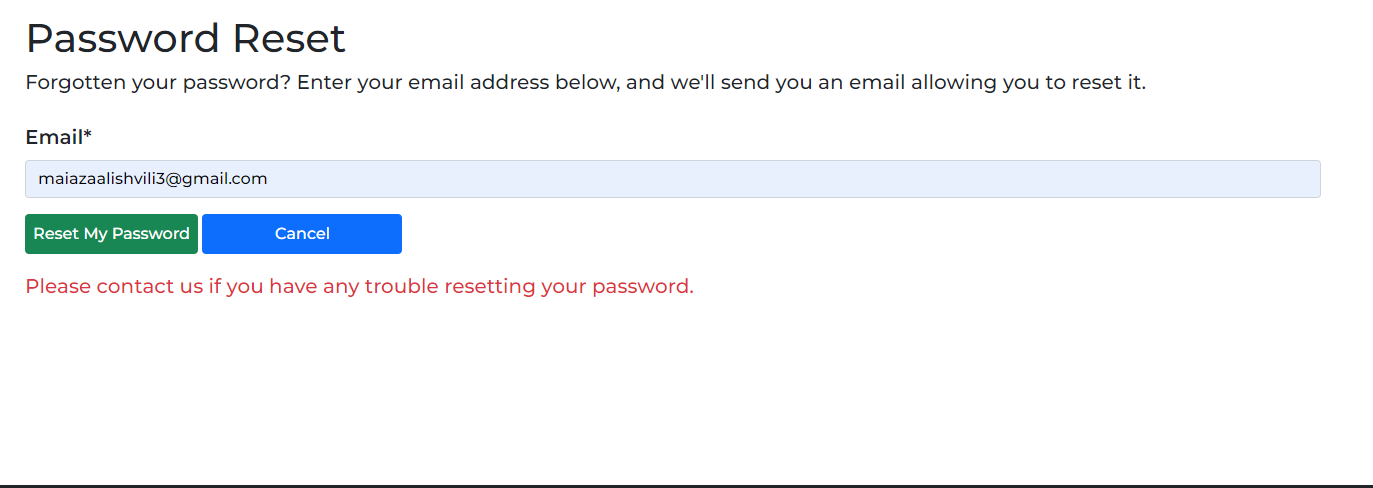 Password Reset
Forgotten your password? Enter your email address below, and we'll send you an email allowing you to reset it.
Email*
maiazaalishvili3@gmail.com
Reset My Password Cancel
Please contact us if you have any trouble resetting your password.